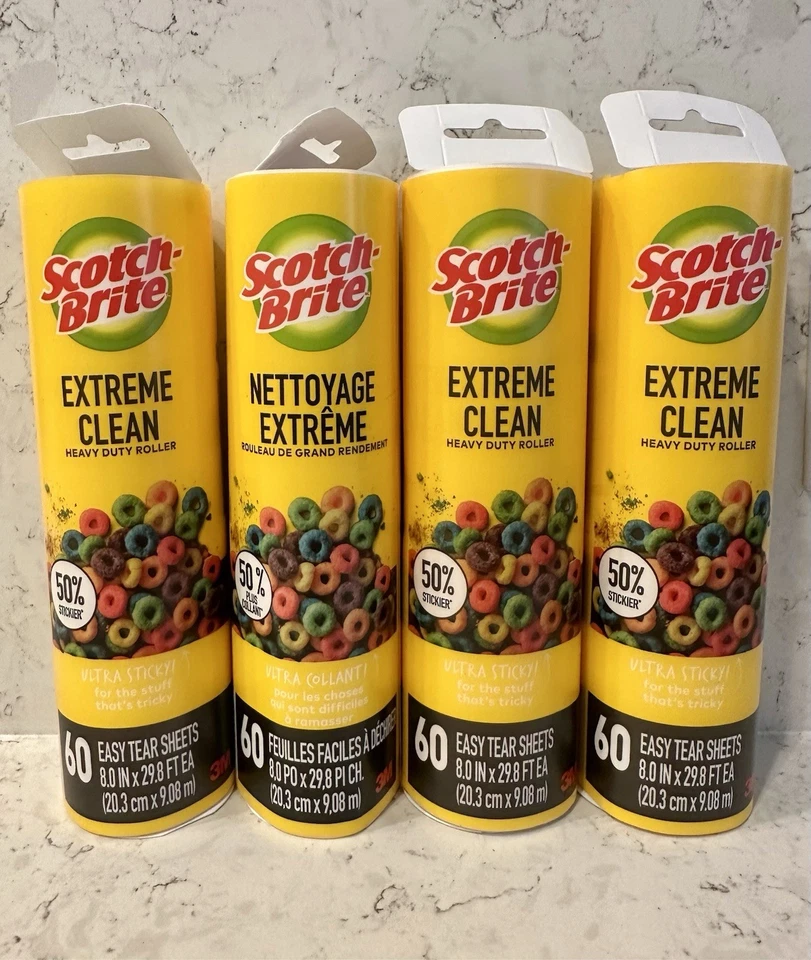 Scotch-
Brite
EXTREME
CLEAN
HEAVY DUTY ROLLER
50%
STICKIER*
ULTRA STICKY!
for the stuff
that's tricky
60 EASY TEAR SHEETS
8.0 IN x 29.8 FT EA
(20.3 cm x 9.08 m)
3M
Scotch-
Brite
NETTOYAGE
EXTRÊME
ROULEAU DE GRAND RENDEMENT
50 %
PLUS
COLLANT*
ULTRA COLLANT!
pour les choses
qui sont difficiles
à ramasser
60 FEUILLES FACILES À DÉCHIRER
8,0 PO x 29,8 PI CH.
(20,3 cm x 9,08 m)
3M
Scotch-
Brite
EXTREME
CLEAN
HEAVY DUTY ROLLER
50%
STICKIER*
ULTRA STICKY!
for the stuff
that's tricky
60 EASY TEAR SHEETS
8.0 IN x 29.8 FT EA
(20.3 cm x 9.08 m)
3M
Scotch-
Brite
EXTREME
CLEAN
HEAVY DUTY ROLLER
50%
STICKIER*
ULTRA STICKY!
for the stuff
that's tricky
60 EASY TEAR SHEETS
8.0 IN x 29.8 FT EA
(20.3 cm x 9.08 m)